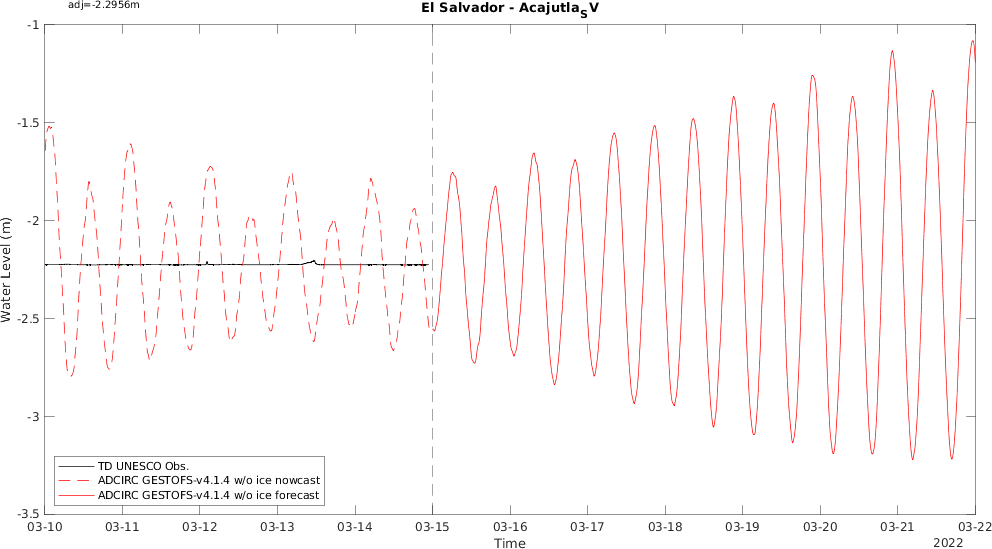 adj=-2.2956m
El Salvador - Acajutla_SV
Water Level (m)
-1
-1.5
-2
-2.5
-3
-3.5
TD UNESCO Obs.
ADCIRC GESTOFS-v4.1.4 w/o ice nowcast
ADCIRC GESTOFS-v4.1.4 w/o ice forecast
03-10 03-11 03-12 03-13 03-14 03-15 03-16 03-17 03-18 03-19 03-20 03-21 03-22
Time
2022